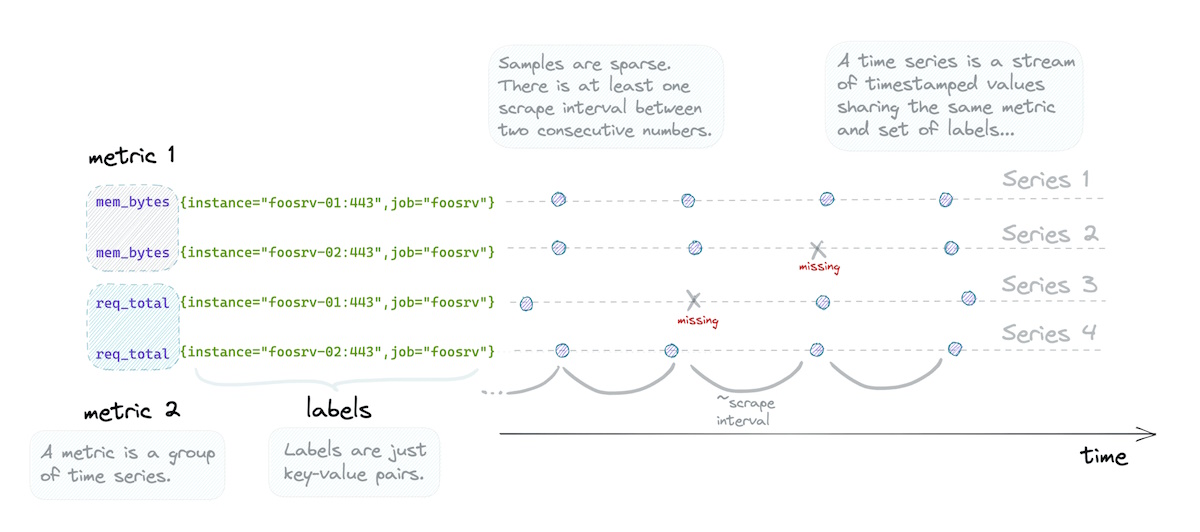 Samples are sparse.
There is at least one
scrape interval between
two consecutive numbers.
A time series is a stream
of timestamped values
sharing the same metric
and set of labels...
metric 1
mem_bytes {instance="foosrv-01:443",job="foosrv"}
Series 1
mem_bytes {instance="foosrv-02:443",job="foosrv"}
Series 2
missing
req_total {instance="foosrv-01:443",job="foosrv"}
Series 3
missing
req_total {instance="foosrv-02:443",job="foosrv"}
Series 4
metric 2
labels
~scrape
interval
A metric is a group
of time series.
Labels are just
key-value pairs.
time